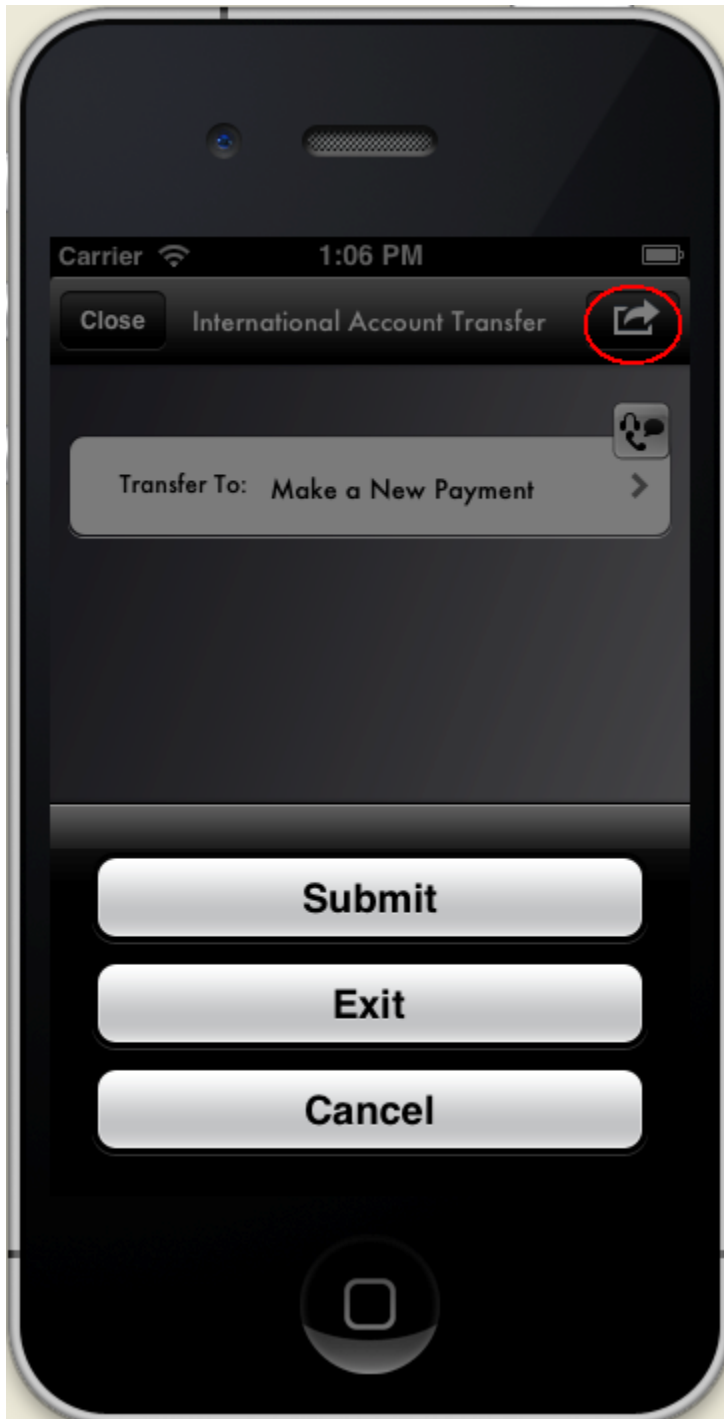 Carrier 1:06 PM
Close International Account Transfer
Transfer To: Make a New Payment
Submit
Exit
Cancel